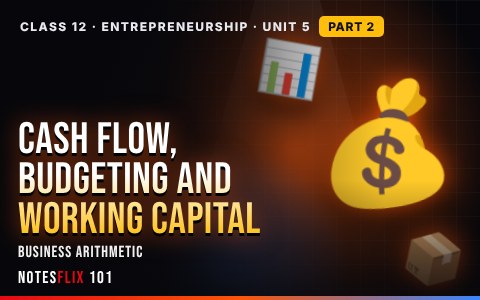 CLASS 12 · ENTREPRENEURSHIP · UNIT 5 PART 2
CASH FLOW,
BUDGETING AND
WORKING CAPITAL
BUSINESS ARITHMETIC
NOTESFLIX 101
$